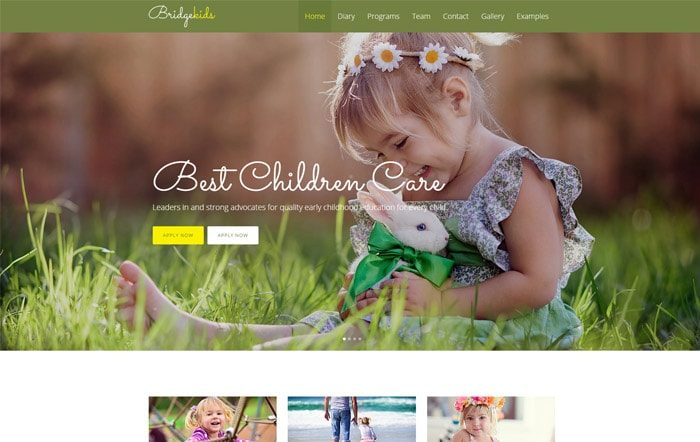 Bridgekids
Home Diary Programs Team Contact Gallery Examples
Best Children Care
Leaders in and strong advocates for quality early childhood education for every child.
APPLY NOW APPLY NOW